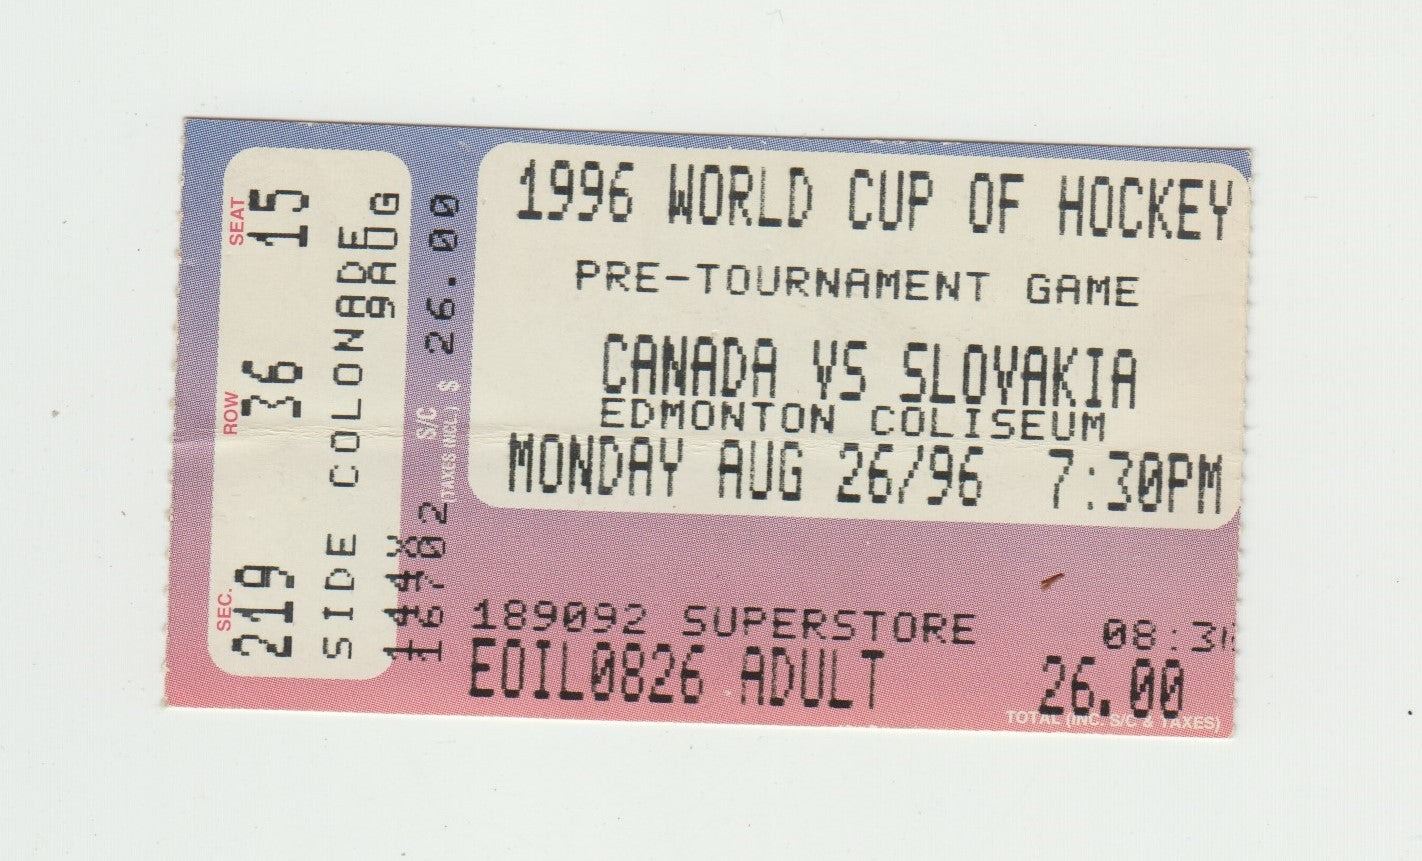 SEAT
15
ROW
36
SEC.
219
SIDE COLONADE
9AUG
S/C $ 26.00
(TAXES INCL.)
16702
1996 WORLD CUP OF HOCKEY
PRE-TOURNAMENT GAME
CANADA VS SLOVAKIA
EDMONTON COLISEUM
MONDAY AUG 26/96 7:30PM
189092 SUPERSTORE
EOIL0826 ADULT 26.00
TOTAL (INC. S/C & TAXES)